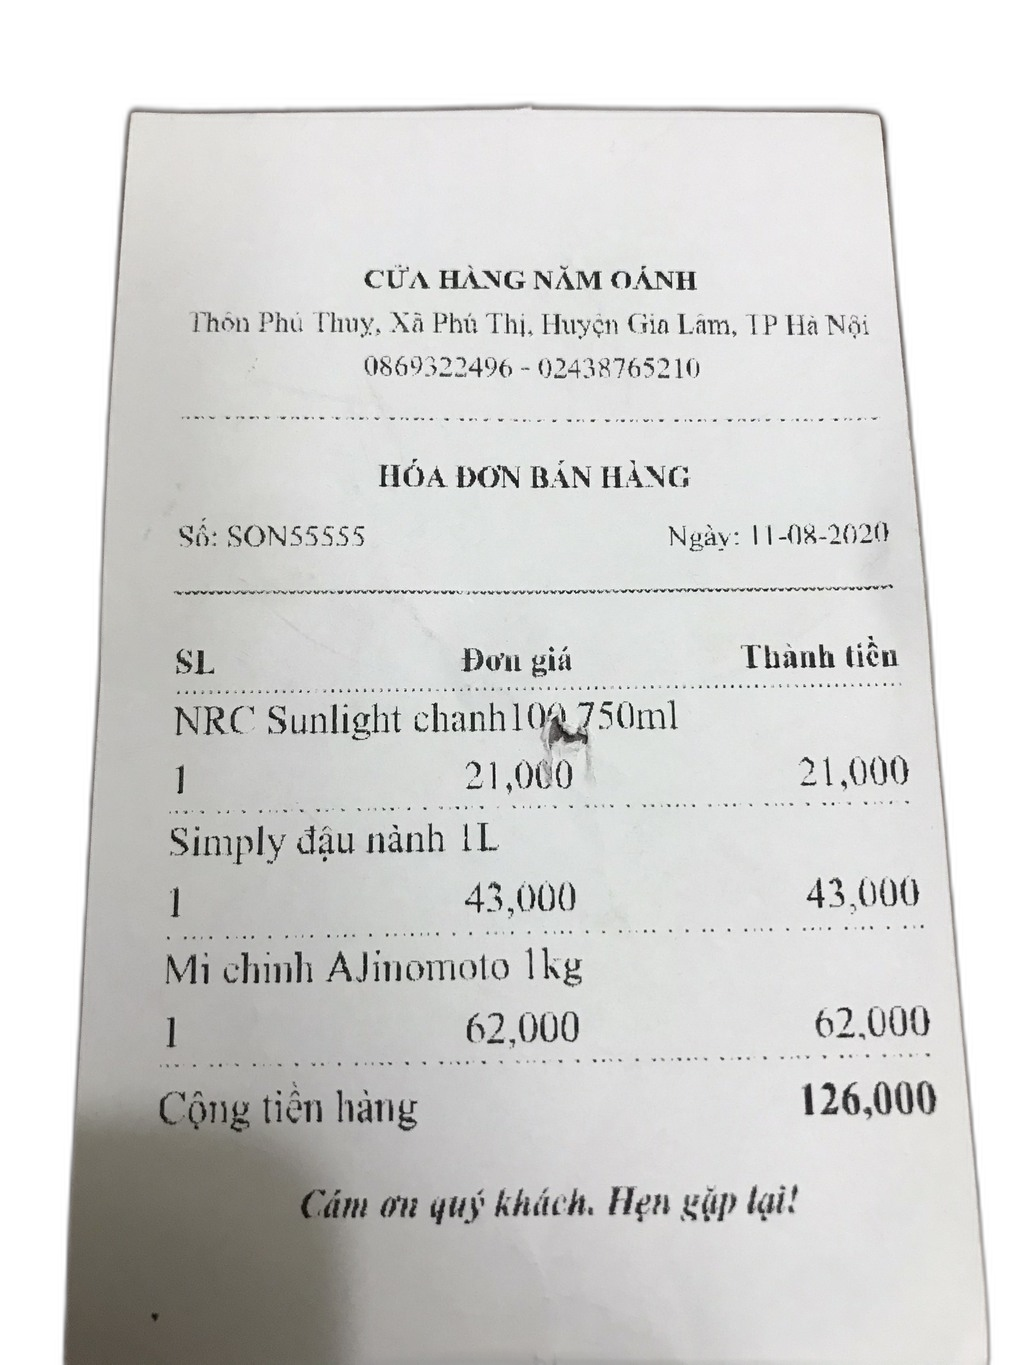 CỬA HÀNG NĂM OÁNH
Thôn Phú Thuỵ, Xã Phú Thị, Huyện Gia Lâm, TP Hà Nội
0869322496 - 02438765210
HÓA ĐƠN BÁN HÀNG
Số: SON55555 Ngày: 11-08-2020
SL Đơn giá Thành tiền
NRC Sunlight chanh100 750ml
1 21,000 21,000
Simply đậu nành 1L
1 43,000 43,000
Mì chính AJinomoto 1kg
1 62,000 62,000
Cộng tiền hàng 126,000
Cám ơn quý khách. Hẹn gặp lại!